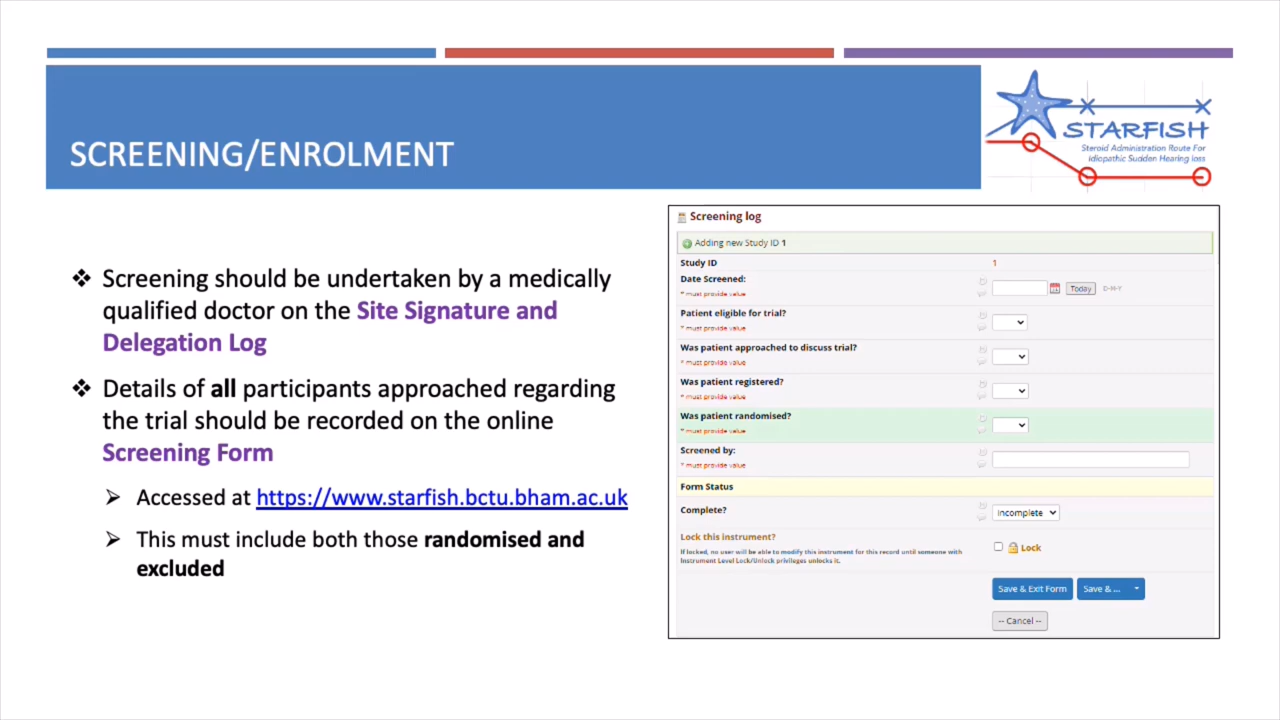 SCREENING/ENROLMENT
STARFISH
Steroid Administration Route For
Idiopathic Sudden Hearing loss
❖ Screening should be undertaken by a medically
qualified doctor on the Site Signature and
Delegation Log
❖ Details of all participants approached regarding
the trial should be recorded on the online
Screening Form
➢ Accessed at https://www.starfish.bctu.bham.ac.uk
➢ This must include both those randomised and
excluded
Screening log
Adding new Study ID 1
Study ID 1
Date Screened:
* must provide value
Today D-M-Y
Patient eligible for trial?
* must provide value
Was patient approached to discuss trial?
* must provide value
Was patient registered?
* must provide value
Was patient randomised?
* must provide value
Screened by:
* must provide value
Form Status
Complete? Incomplete
Lock this instrument?
If locked, no user will be able to modify this instrument for this record until someone with
Instrument Level Lock/Unlock privileges unlocks it.
Lock
Save & Exit Form Save & ...
-- Cancel --